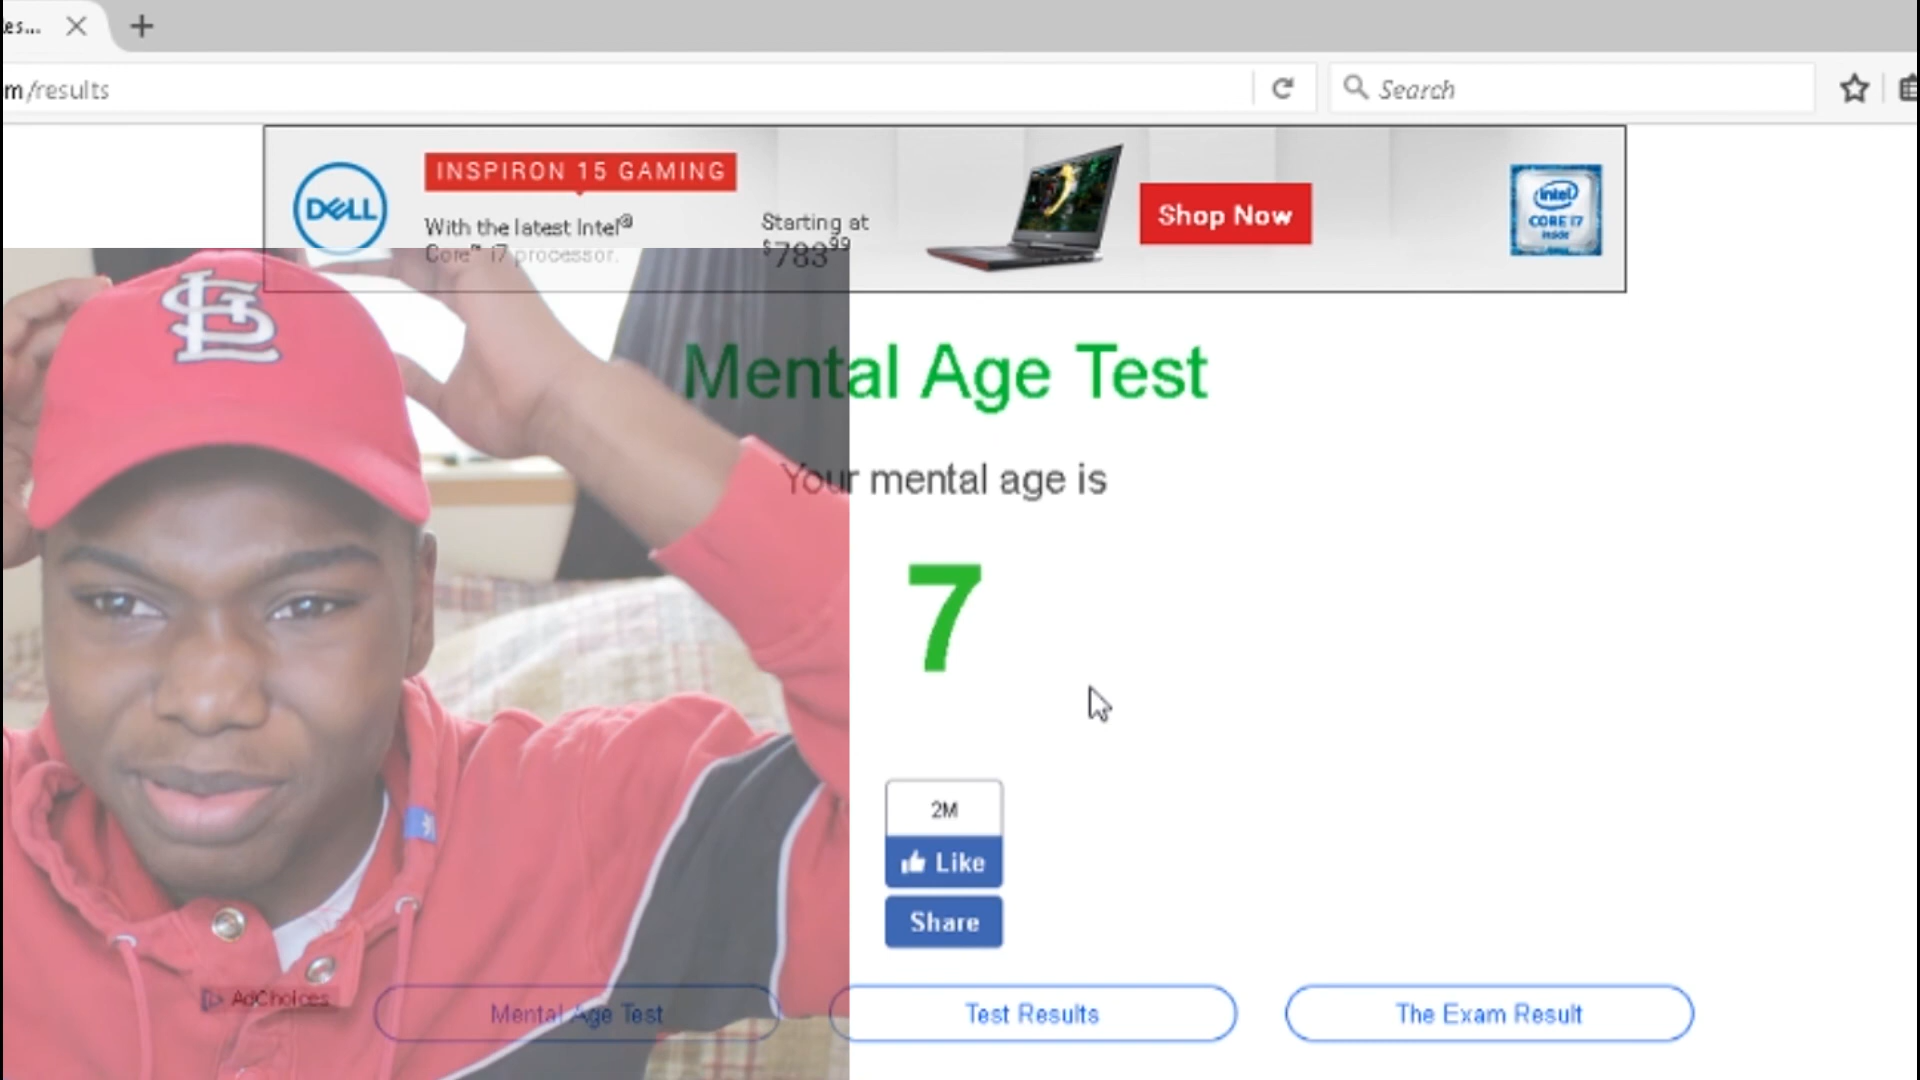 es...
m/results
Search
DELL
INSPIRON 15 GAMING
With the latest Intel®
Core™ i7 processor.
Starting at
$783⁹⁹
Shop Now
intel
CORE i7
inside
STL
Mental Age Test
Your mental age is
7
2M
Like
Share
AdChoices
Mental Age Test
Test Results
The Exam Result